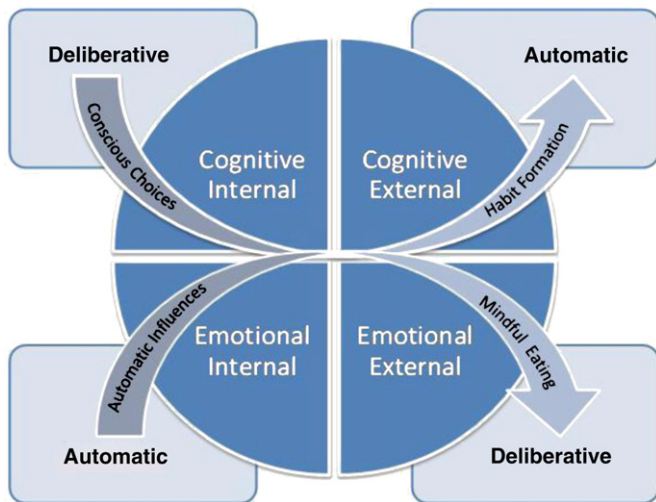 Deliberative
Automatic
Conscious Choices
Cognitive
Internal
Cognitive
External
Habit Formation
Automatic Influences
Emotional
Internal
Emotional
External
Mindful Eating
Automatic
Deliberative